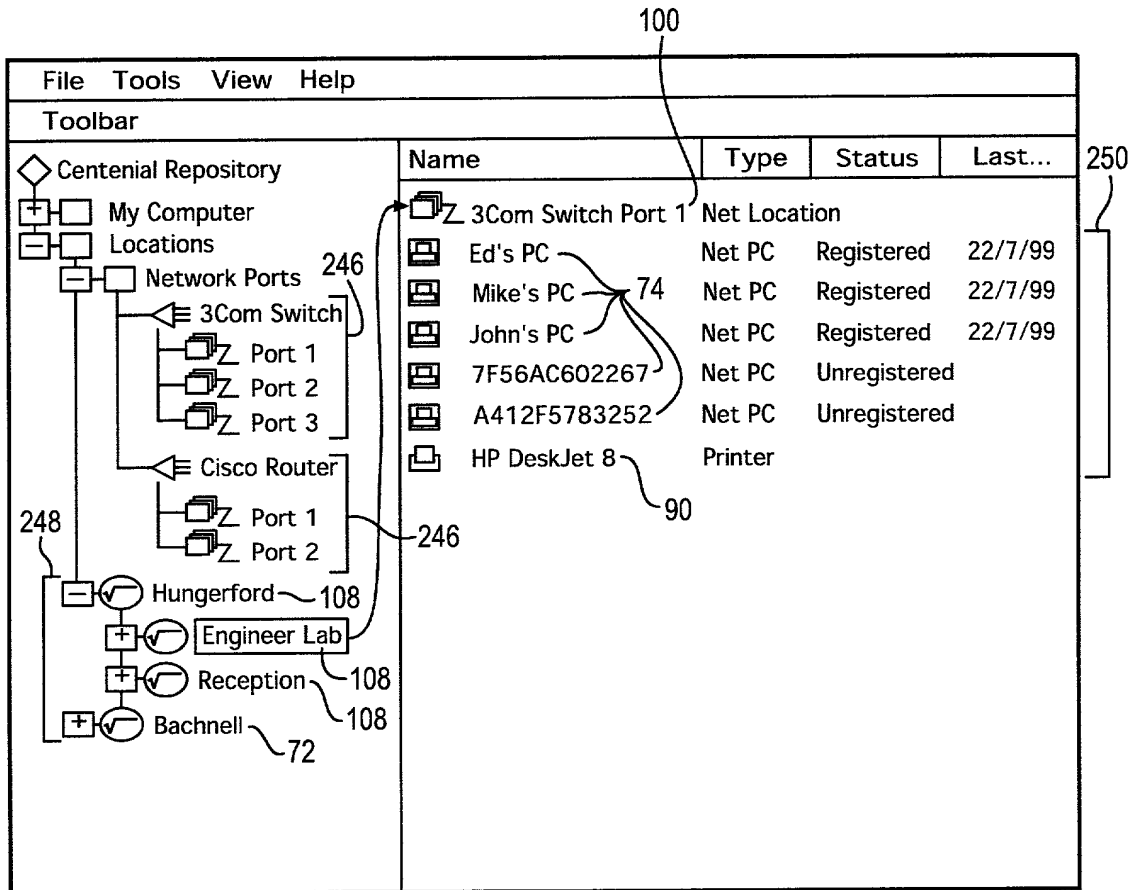 100
File Tools View Help
Toolbar
Centenial Repository
My Computer
Locations
Network Ports
246
3Com Switch
Port 1
Port 2
Port 3
Cisco Router
Port 1
Port 2
246
248
Hungerford 108
Engineer Lab
108
Reception
108
Bachnell
72
Name Type Status Last...
250
3Com Switch Port 1 Net Location
Ed's PC Net PC Registered 22/7/99
Mike's PC 74 Net PC Registered 22/7/99
John's PC Net PC Registered 22/7/99
7F56AC602267 Net PC Unregistered
A412F5783252 Net PC Unregistered
HP DeskJet 8 Printer
90